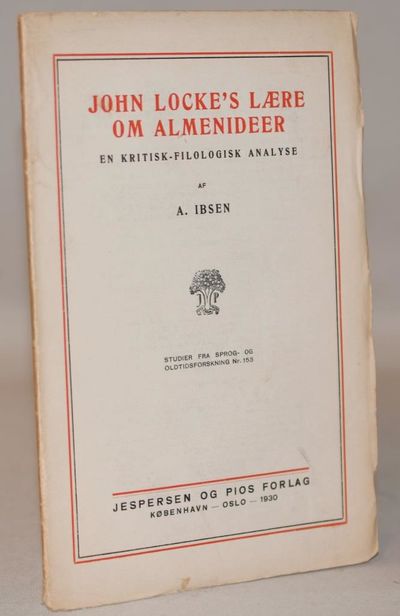 JOHN LOCKE'S LÆRE
OM ALMENIDEER
EN KRITISK-FILOLOGISK ANALYSE
AF
A. IBSEN
J P
STUDIER FRA SPROG- OG
OLDTIDSFORSKNING Nr. 155
JESPERSEN OG PIOS FORLAG
KØBENHAVN — OSLO — 1930